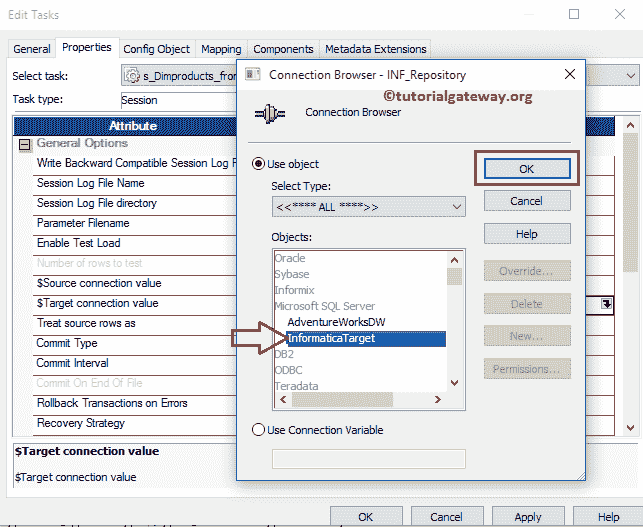 Edit Tasks
General Properties Config Object Mapping Components Metadata Extensions
Select task: s_Dimproducts_fron
Task type: Session
Attribute
General Options
Write Backward Compatible Session Log F
Session Log File Name
Session Log File directory
Parameter Filename
Enable Test Load
Number of rows to test
$Source connection value
$Target connection value
Treat source rows as
Commit Type
Commit Interval
Commit On End Of File
Rollback Transactions on Errors
Recovery Strategy
$Target connection value
$Target connection value
OK Cancel Apply Help
Connection Browser - INF_Repository
©tutorialgateway.org
Connection Browser
Use object
Select Type:
<<**** ALL ****>>
Objects:
Oracle
Sybase
Informix
Microsoft SQL Server
AdventureWorksDW
InformaticaTarget
DB2
ODBC
Teradata
Use Connection Variable
OK
Cancel
Help
Override...
Delete
New...
Permissions...